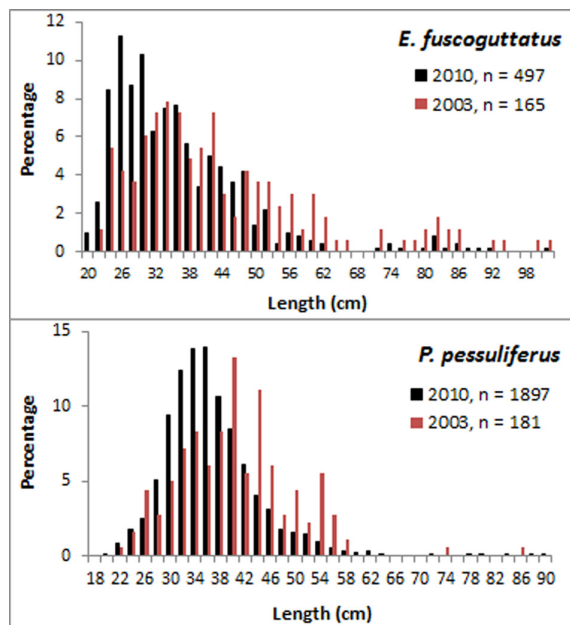 E. fuscoguttatus
2010, n = 497
2003, n = 165
Percentage
12
10
8
6
4
2
0
20 26 32 38 44 50 56 62 68 74 80 86 92 98
Length (cm)
P. pessuliferus
2010, n = 1897
2003, n = 181
Percentage
15
10
5
0
18 22 26 30 34 38 42 46 50 54 58 62 66 70 74 78 82 86 90
Length (cm)